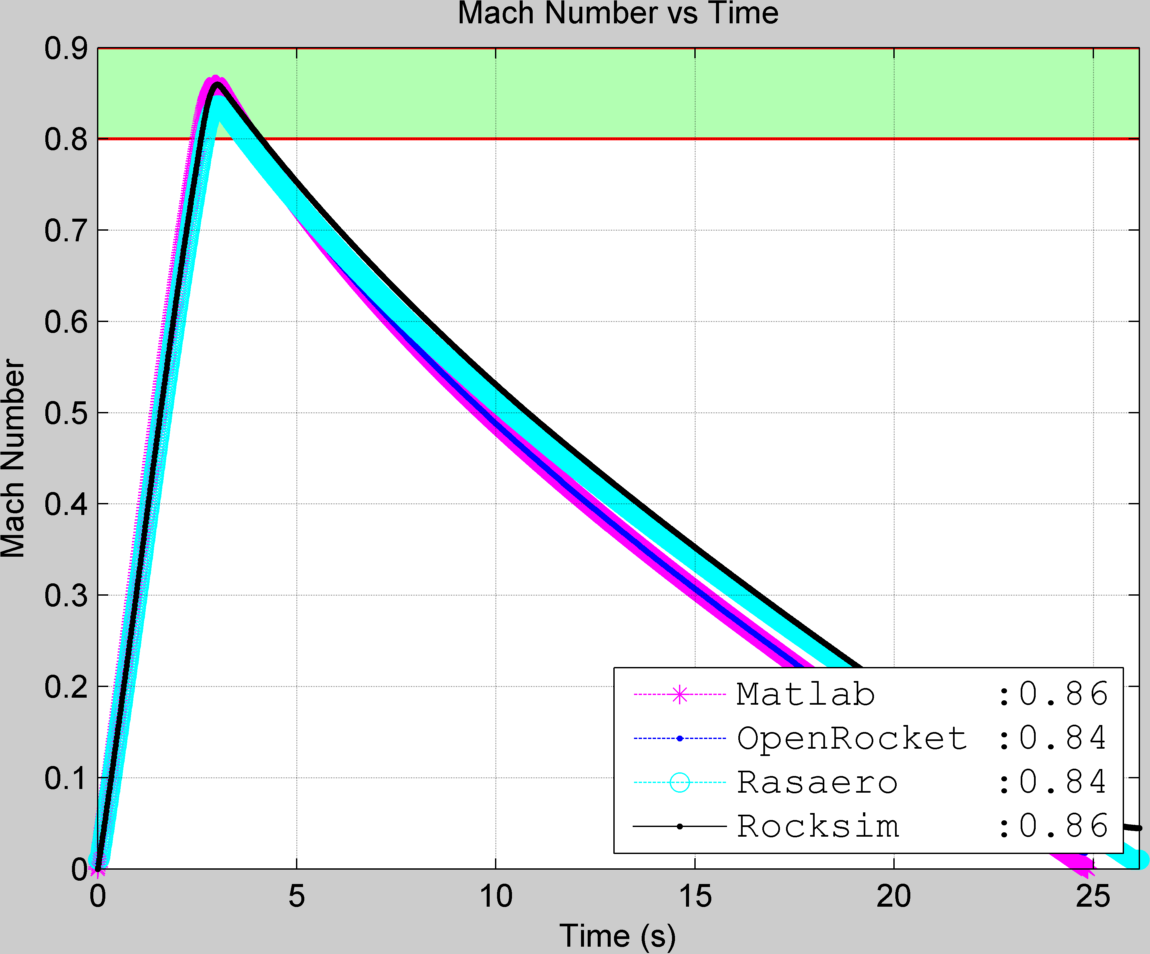 Mach Number vs Time
Mach Number
0.9
0.8
0.7
0.6
0.5
0.4
0.3
0.2
0.1
0
Matlab :0.86
OpenRocket :0.84
Rasaero :0.84
Rocksim :0.86
0 5 10 15 20 25
Time (s)